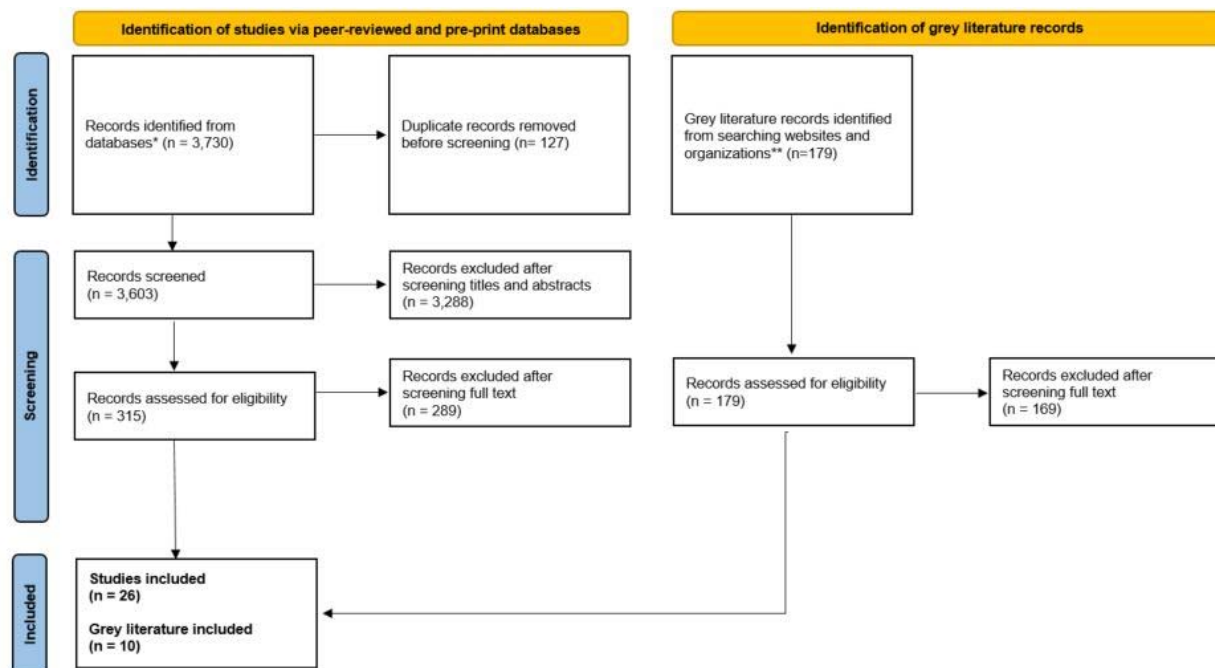 Identification of studies via peer-reviewed and pre-print databases
Identification of grey literature records
Identification
Records identified from
databases* (n = 3,730)
Duplicate records removed
before screening (n= 127)
Grey literature records identified
from searching websites and
organizations** (n=179)
Screening
Records screened
(n = 3,603)
Records excluded after
screening titles and abstracts
(n = 3,288)
Records assessed for eligibility
(n = 315)
Records excluded after
screening full text
(n = 289)
Records assessed for eligibility
(n = 179)
Records excluded after
screening full text
(n = 169)
Included
Studies included
(n = 26)
Grey literature included
(n = 10)